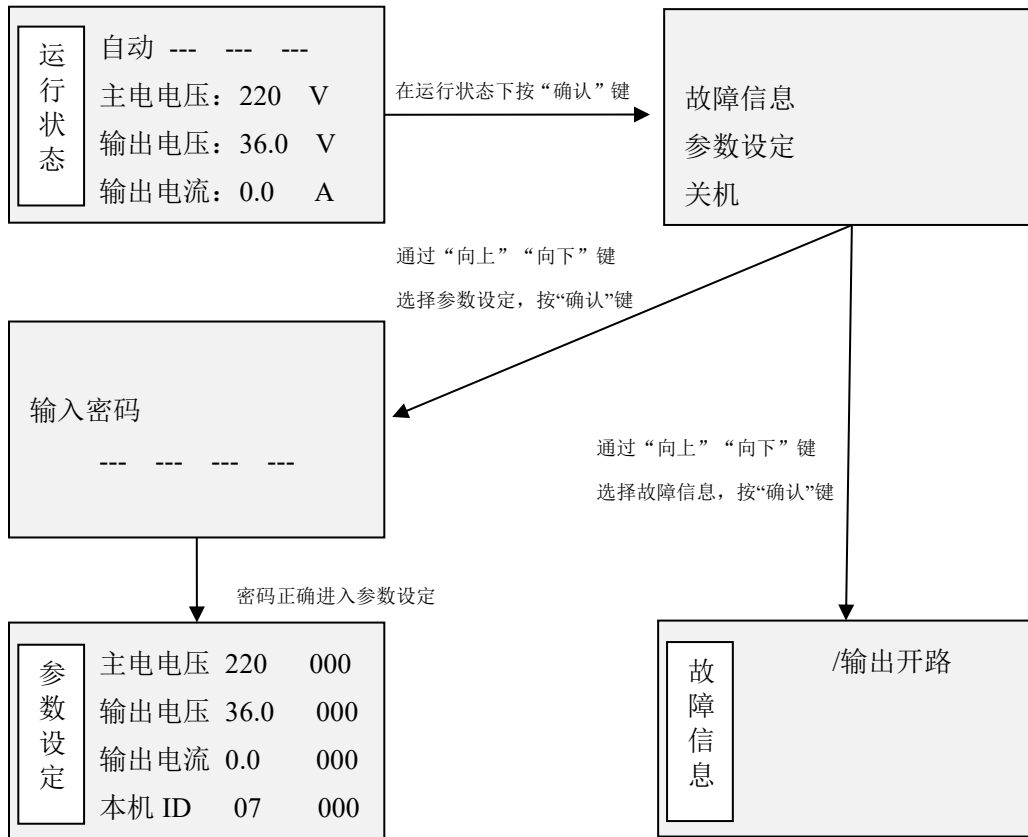 运行状态
自动 --- --- ---
主电电压：220 V
输出电压：36.0 V
输出电流：0.0 A
在运行状态下按“确认”键
故障信息
参数设定
关机
通过“向上”“向下”键
选择参数设定，按“确认”键
输入密码
--- --- --- ---
通过“向上”“向下”键
选择故障信息，按“确认”键
密码正确进入参数设定
参数设定
主电电压 220 000
输出电压 36.0 000
输出电流 0.0 000
本机 ID 07 000
故障信息
/输出开路